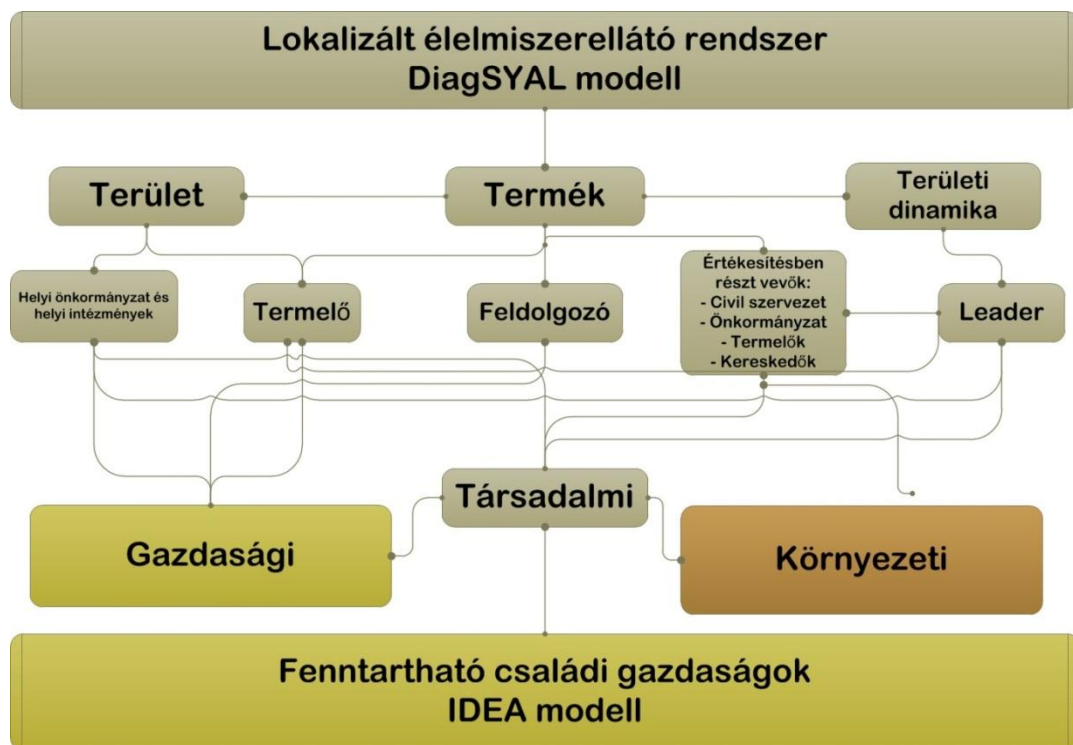 Lokalizált élelmiszerellátó rendszer
DiagSYAL modell
Terület
Termék
Területi
dinamika
Helyi önkormányzat és
helyi intézmények
Termelő
Feldolgozó
Értékesítésben
részt vevők:
- Civil szervezet
- Önkormányzat
- Termelők
- Kereskedők
Leader
Társadalmi
Gazdasági
Környezeti
Fenntartható családi gazdaságok
IDEA modell